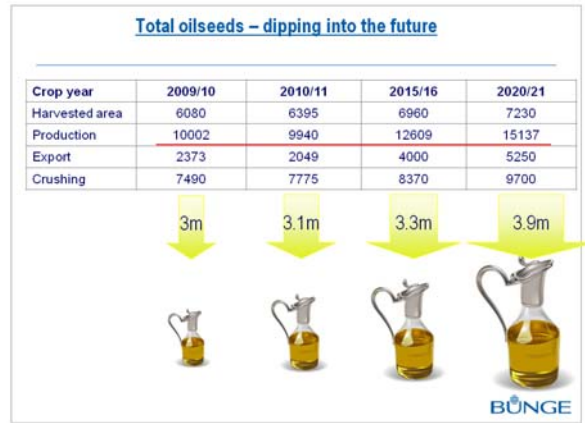 Total oilseeds – dipping into the future
Crop year 2009/10 2010/11 2015/16 2020/21
Harvested area 6080 6395 6960 7230
Production 10002 9940 12609 15137
Export 2373 2049 4000 5250
Crushing 7490 7775 8370 9700
3m 3.1m 3.3m 3.9m
BUNGE